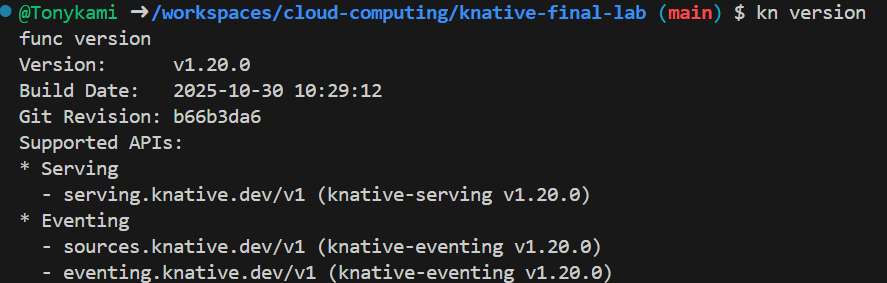 @Tonykami ➜/workspaces/cloud-computing/knative-final-lab (main) $ kn version
func version
Version:      v1.20.0
Build Date:   2025-10-30 10:29:12
Git Revision: b66b3da6
Supported APIs:
* Serving
  - serving.knative.dev/v1 (knative-serving v1.20.0)
* Eventing
  - sources.knative.dev/v1 (knative-eventing v1.20.0)
  - eventing.knative.dev/v1 (knative-eventing v1.20.0)